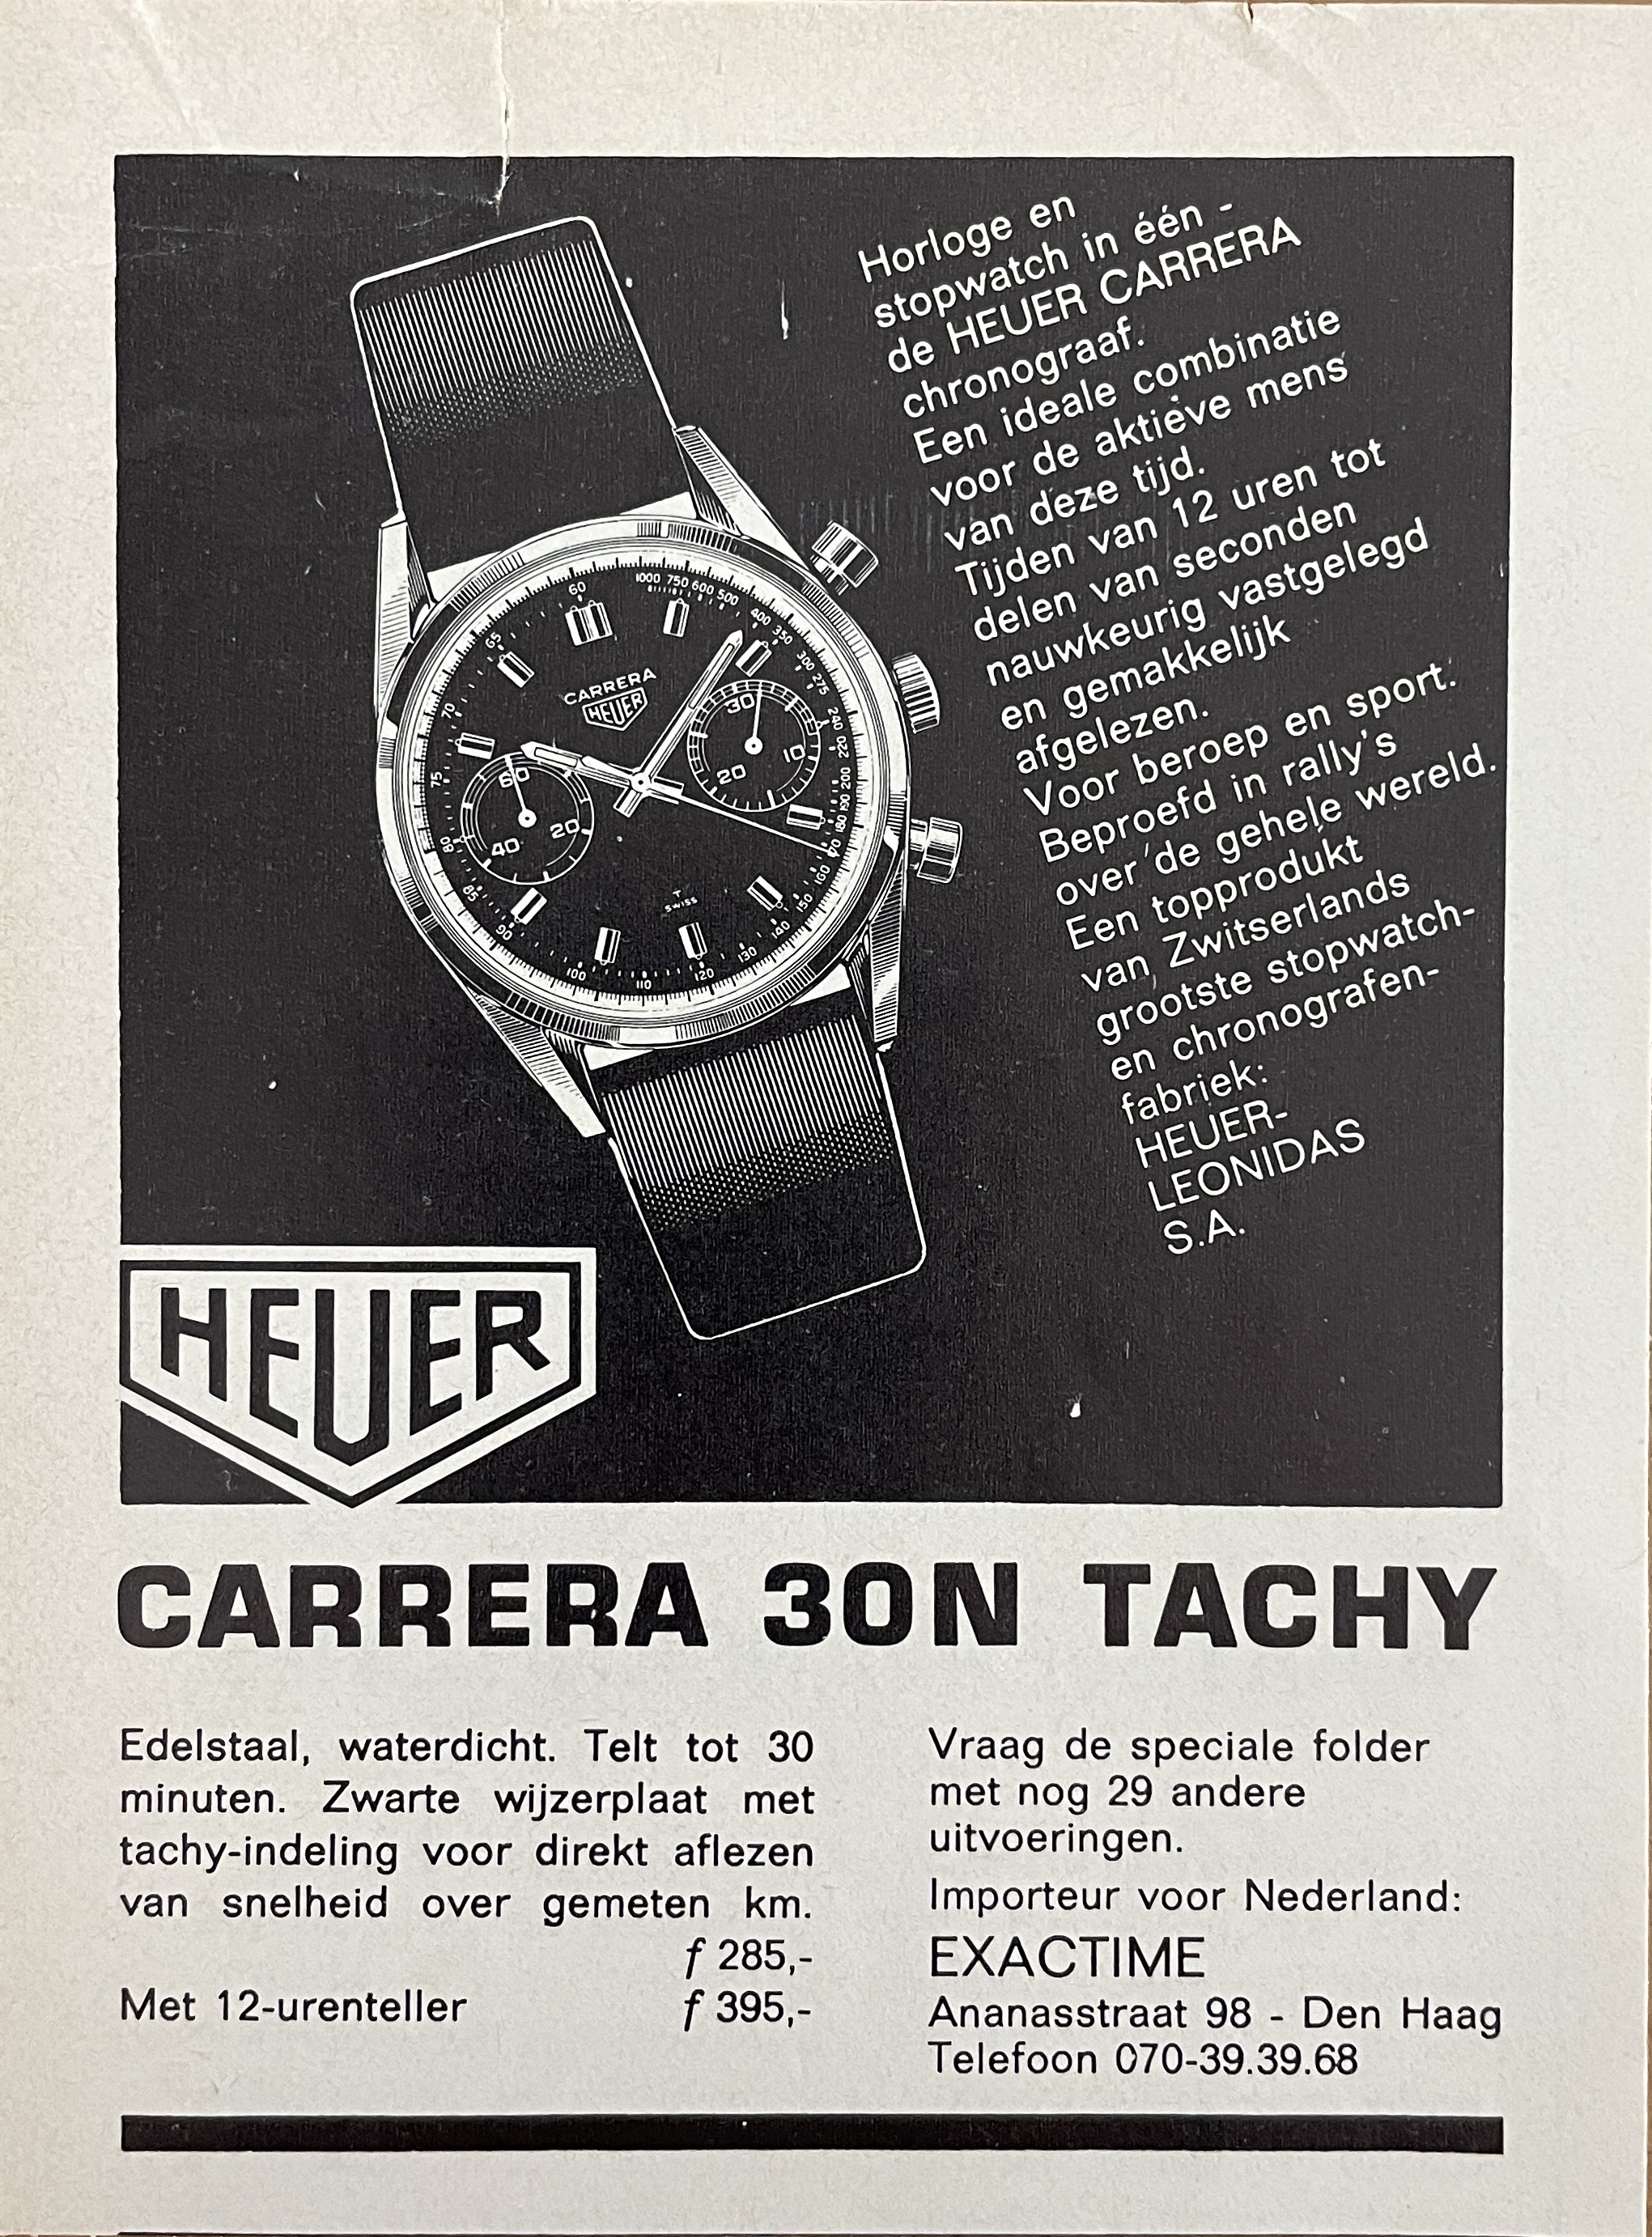 Horloge en
stopwatch in één -
de HEUER CARRERA
chronograaf.
Een ideale combinatie
voor de aktieve mens
van deze tijd.
Tijden van 12 uren tot
delen van seconden
nauwkeurig vastgelegd
en gemakkelijk
afgelezen.
Voor beroep en sport.
Beproefd in rally's
over de gehele wereld.
Een topprodukt
van Zwitserlands
grootste stopwatch-
en chronografen-
fabriek:
HEUER-
LEONIDAS
S.A.
60
1000 750 600 500 400 350 300 275 240 220 200 190 180 170 160 150 140 130 120 110 100 90 85 80 75 70 65
CARRERA
HEUER
30
10
20
60
20
40
T
SWISS
HEUER
CARRERA 30N TACHY
Edelstaal, waterdicht. Telt tot 30
minuten. Zwarte wijzerplaat met
tachy-indeling voor direkt aflezen
van snelheid over gemeten km.
f 285,-
Met 12-urenteller f 395,-
Vraag de speciale folder
met nog 29 andere
uitvoeringen.
Importeur voor Nederland:
EXACTIME
Ananasstraat 98 - Den Haag
Telefoon 070-39.39.68